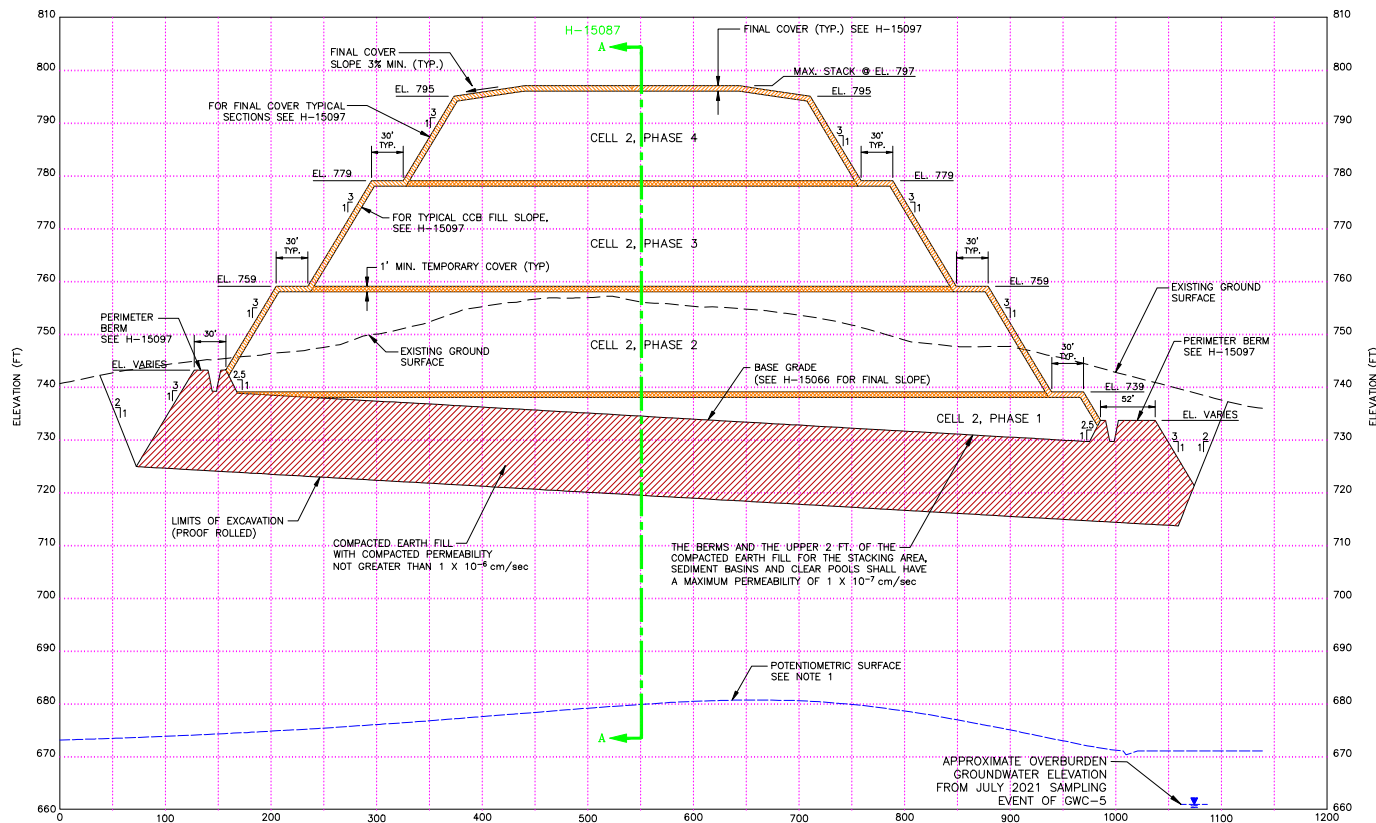 810
810
H-15087
A
FINAL COVER (TYP.) SEE H-15097
FINAL COVER
SLOPE 3% MIN. (TYP.)
800
800
MAX. STACK @ EL. 797
EL. 795
EL. 795
FOR FINAL COVER TYPICAL
SECTIONS SEE H-15097
790
790
3
1
3
1
30'
TYP.
30'
TYP.
CELL 2, PHASE 4
780
780
EL. 779
EL. 779
3
1
3
1
FOR TYPICAL CCB FILL SLOPE,
SEE H-15097
770
770
30'
TYP.
30'
TYP.
CELL 2, PHASE 3
1' MIN. TEMPORARY COVER (TYP)
760
760
EL. 759
EL. 759
EXISTING GROUND
SURFACE
3
1
3
1
PERIMETER
BERM
SEE H-15097
30'
750
750
EXISTING GROUND
SURFACE
CELL 2, PHASE 2
30'
TYP.
PERIMETER BERM
SEE H-15097
ELEVATION (FT)
ELEVATION (FT)
EL. VARIES
BASE GRADE
(SEE H-15066 FOR FINAL SLOPE)
740
740
2.5
1
3
1
EL. 739
52'
2
1
CELL 2, PHASE 1
EL. VARIES
730
730
2.5
1
3
1
2
1
720
720
LIMITS OF EXCAVATION
(PROOF ROLLED)
710
710
COMPACTED EARTH FILL
WITH COMPACTED PERMEABILITY
NOT GREATER THAN 1 X 10⁻⁶ cm/sec
THE BERMS AND THE UPPER 2 FT. OF THE
COMPACTED EARTH FILL FOR THE STACKING AREA,
SEDIMENT BASINS AND CLEAR POOLS SHALL HAVE
A MAXIMUM PERMEABILITY OF 1 X 10⁻⁷ cm/sec
700
700
690
690
POTENTIOMETRIC SURFACE
SEE NOTE 1
680
680
A
670
670
APPROXIMATE OVERBURDEN
GROUNDWATER ELEVATION
FROM JULY 2021 SAMPLING
EVENT OF GWC-5
660
660
0 100 200 300 400 500 600 700 800 900 1000 1100 1200